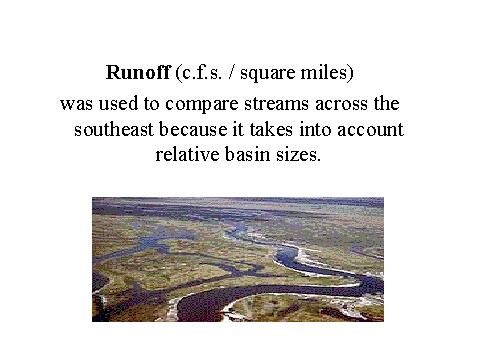 Runoff (c.f.s. / square miles)
was used to compare streams across the
southeast because it takes into account
relative basin sizes.